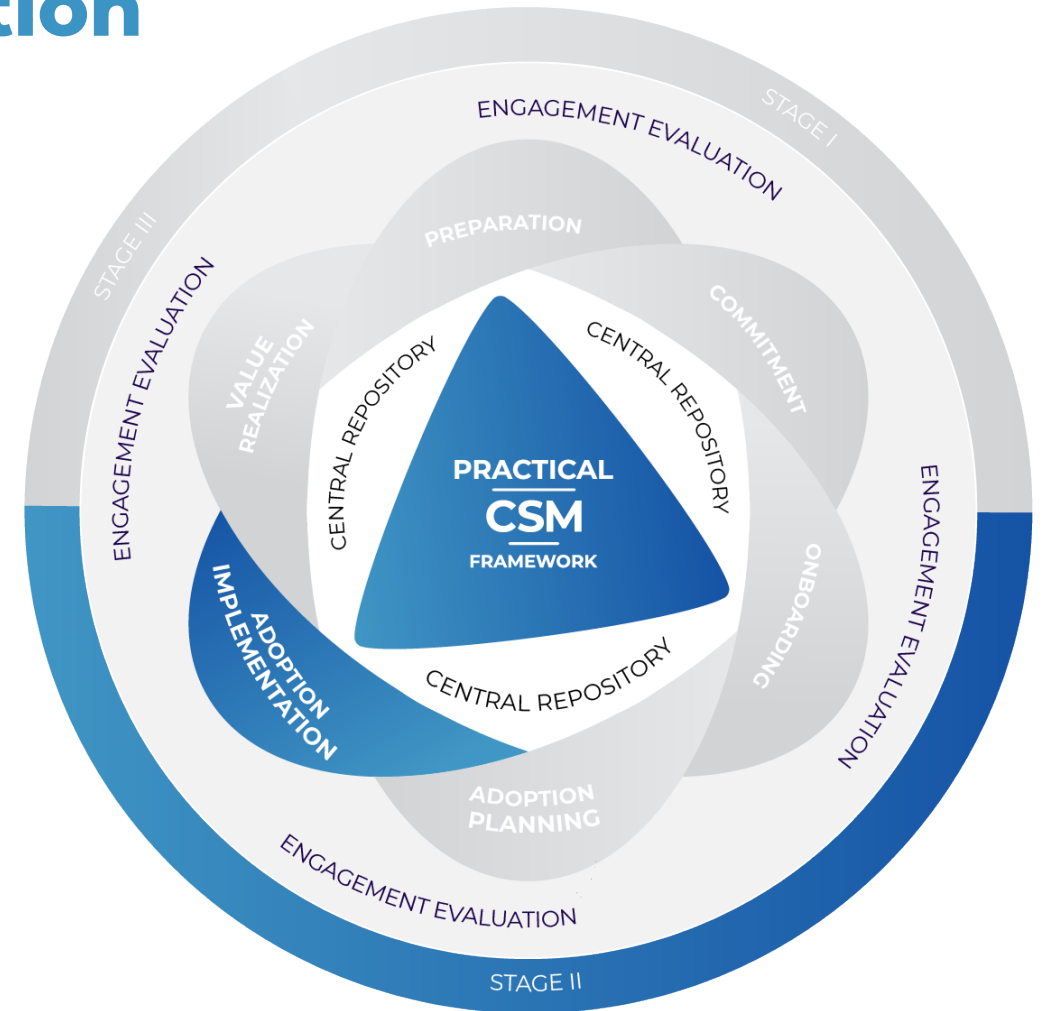 tion
STAGE I
ENGAGEMENT EVALUATION
PREPARATION
STAGE III
ENGAGEMENT EVALUATION
COMMITMENT
VALUE
REALIZATION
CENTRAL REPOSITORY
CENTRAL REPOSITORY
PRACTICAL
CSM
FRAMEWORK
ENGAGEMENT EVALUATION
ONBOARDING
ADOPTION
IMPLEMENTATION
CENTRAL REPOSITORY
ADOPTION
PLANNING
ENGAGEMENT EVALUATION
STAGE II